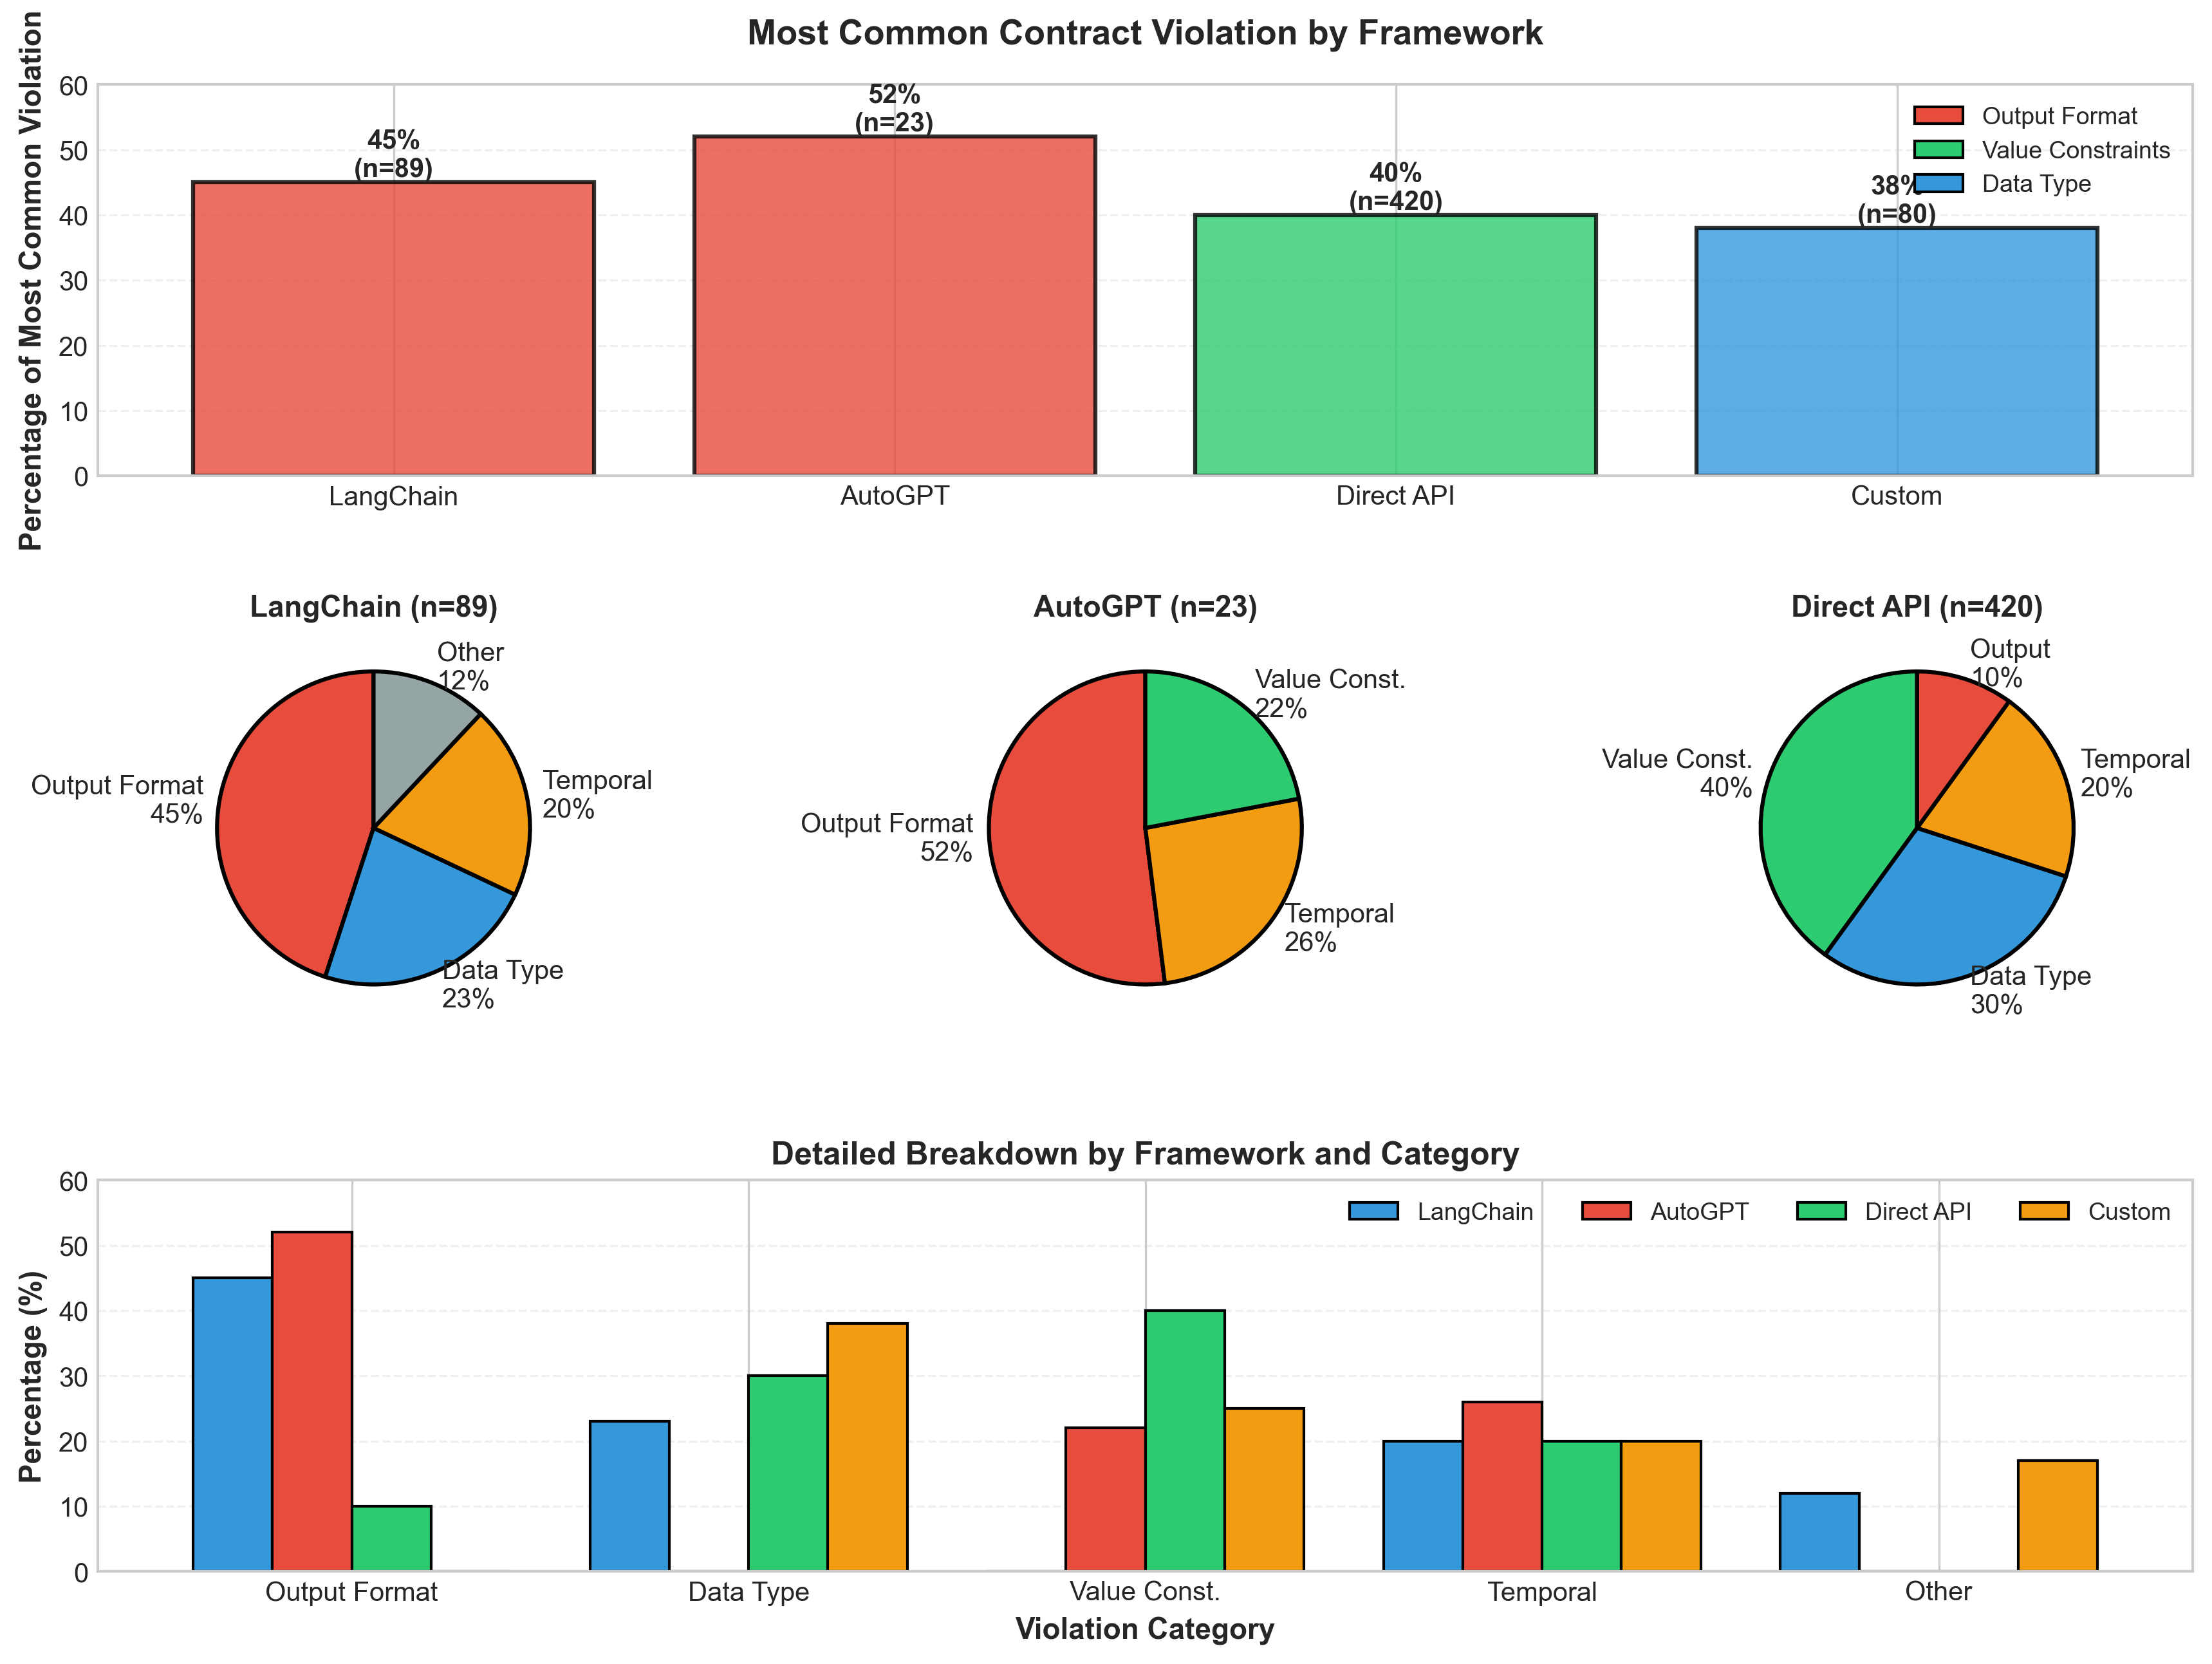 Most Common Contract Violation by Framework
Percentage of Most Common Violation
60
50
40
30
20
10
0
45%
(n=89)
52%
(n=23)
40%
(n=420)
38%
(n=80)
Output Format
Value Constraints
Data Type
LangChain
AutoGPT
Direct API
Custom
LangChain (n=89)
Other
12%
Temporal
20%
Output Format
45%
Data Type
23%
AutoGPT (n=23)
Value Const.
22%
Output Format
52%
Temporal
26%
Direct API (n=420)
Output
10%
Value Const.
40%
Temporal
20%
Data Type
30%
Detailed Breakdown by Framework and Category
Percentage (%)
60
50
40
30
20
10
0
LangChain
AutoGPT
Direct API
Custom
Output Format
Data Type
Value Const.
Temporal
Other
Violation Category